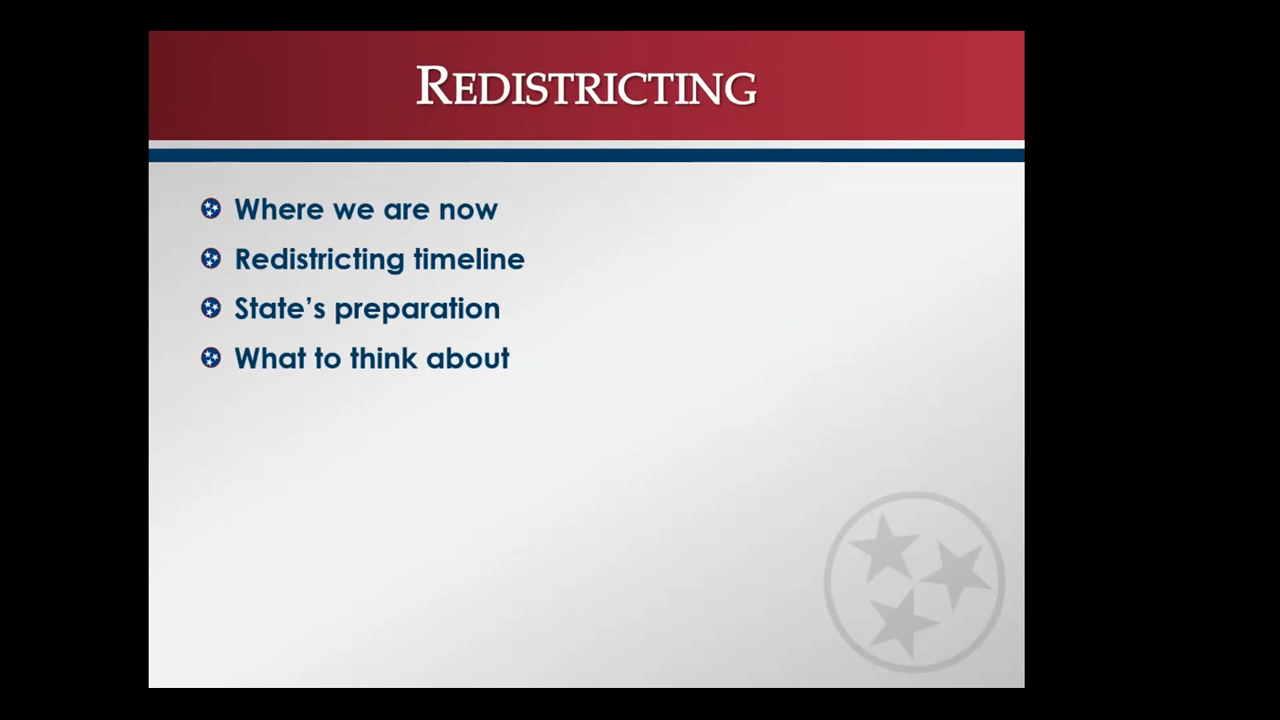 REDISTRICTING
Where we are now
Redistricting timeline
State’s preparation
What to think about